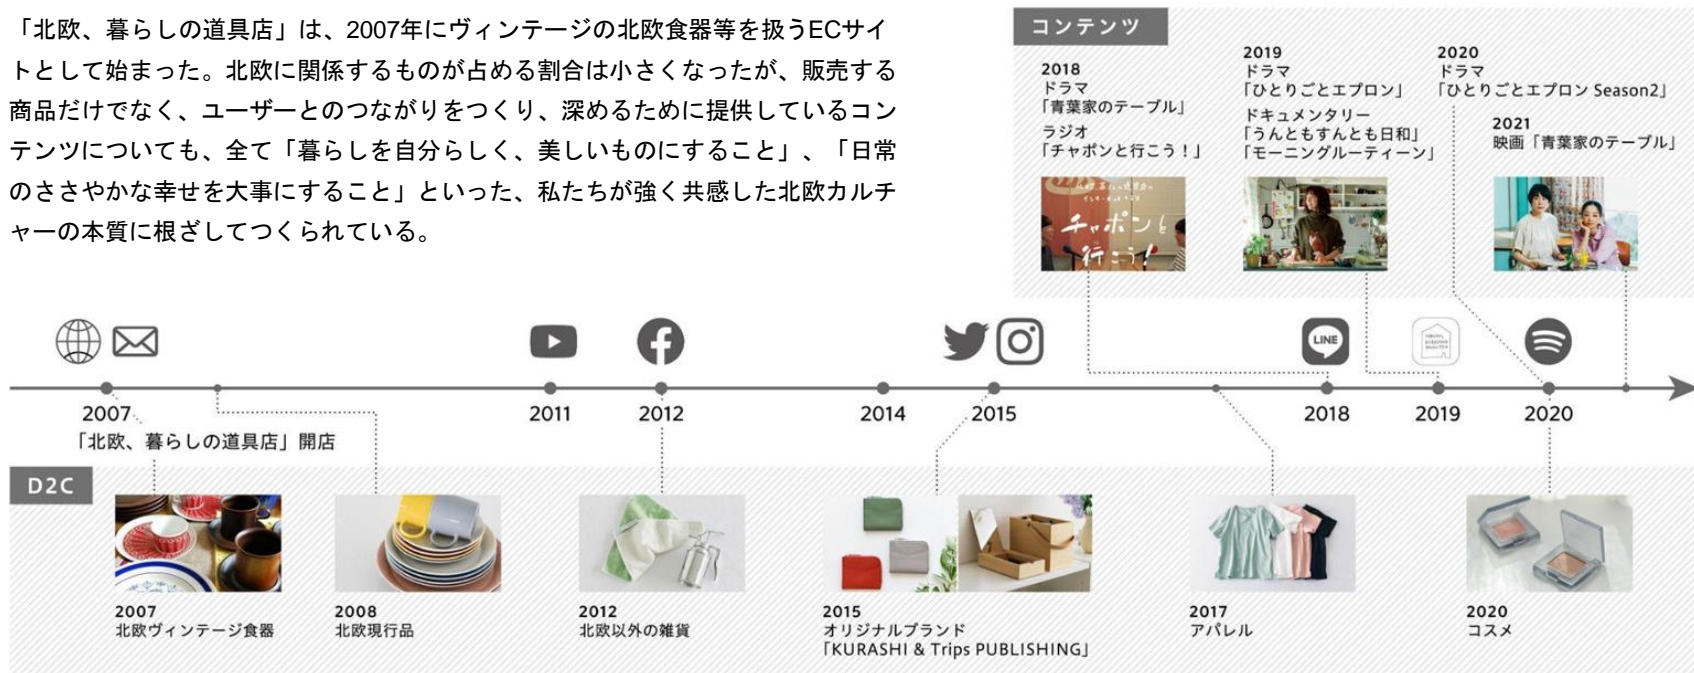 「北欧、暮らしの道具店」は、2007年にヴィンテージの北欧食器等を扱うECサイ
トとして始まった。北欧に関係するものが占める割合は小さくなったが、販売する
商品だけでなく、ユーザーとのつながりをつくり、深めるために提供しているコン
テンツについても、全て「暮らしを自分らしく、美しいものにすること」、「日常
のささやかな幸せを大事にすること」といった、私たちが強く共感した北欧カルチ
ャーの本質に根ざしてつくられている。
コンテンツ
2018
ドラマ
「青葉家のテーブル」
ラジオ
「チャポンと行こう！」
チャポンと
行こう!
2019
ドラマ
「ひとりごとエプロン」
ドキュメンタリー
「うんともすんとも日和」
「モーニングルーティーン」
2020
ドラマ
「ひとりごとエプロン Season2」
2021
映画「青葉家のテーブル」
LINE
2007
2011
2012
2014
2015
2018
2019
2020
「北欧、暮らしの道具店」開店
D2C
2007
北欧ヴィンテージ食器
2008
北欧現行品
2012
北欧以外の雑貨
2015
オリジナルブランド
「KURASHI & Trips PUBLISHING」
2017
アパレル
2020
コスメ